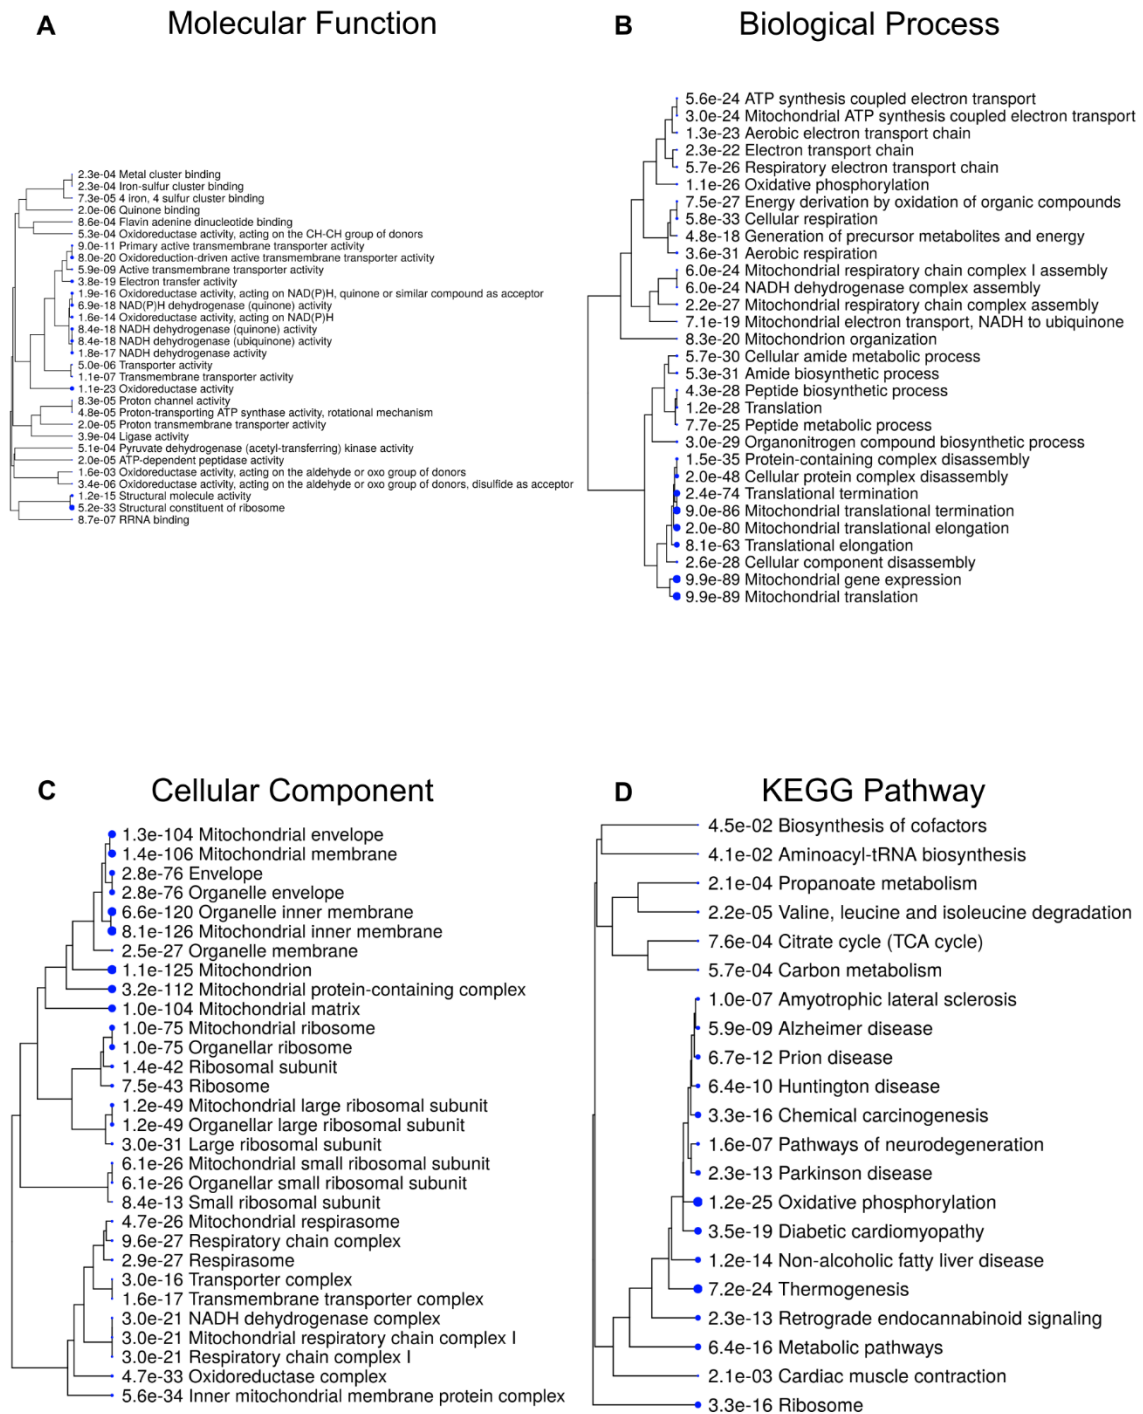 A Molecular Function
2.3e-04 Metal cluster binding
2.3e-04 Iron-sulfur cluster binding
7.3e-05 4 iron, 4 sulfur cluster binding
2.0e-06 Quinone binding
8.6e-04 Flavin adenine dinucleotide binding
5.3e-04 Oxidoreductase activity, acting on the CH-CH group of donors
9.0e-11 Primary active transmembrane transporter activity
8.0e-20 Oxidoreduction-driven active transmembrane transporter activity
5.9e-09 Active transmembrane transporter activity
3.8e-19 Electron transfer activity
1.9e-16 Oxidoreductase activity, acting on NAD(P)H, quinone or similar compound as acceptor
6.9e-18 NAD(P)H dehydrogenase (quinone) activity
1.6e-14 Oxidoreductase activity, acting on NAD(P)H
8.4e-18 NADH dehydrogenase (quinone) activity
8.4e-18 NADH dehydrogenase (ubiquinone) activity
1.8e-17 NADH dehydrogenase activity
5.0e-06 Transporter activity
1.1e-07 Transmembrane transporter activity
1.1e-23 Oxidoreductase activity
8.3e-05 Proton channel activity
4.8e-05 Proton-transporting ATP synthase activity, rotational mechanism
2.0e-05 Proton transmembrane transporter activity
3.9e-04 Ligase activity
5.1e-04 Pyruvate dehydrogenase (acetyl-transferring) kinase activity
2.0e-05 ATP-dependent peptidase activity
1.6e-03 Oxidoreductase activity, acting on the aldehyde or oxo group of donors
3.4e-06 Oxidoreductase activity, acting on the aldehyde or oxo group of donors, disulfide as acceptor
1.2e-15 Structural molecule activity
5.2e-33 Structural constituent of ribosome
8.7e-07 RRNA binding
B Biological Process
5.6e-24 ATP synthesis coupled electron transport
3.0e-24 Mitochondrial ATP synthesis coupled electron transport
1.3e-23 Aerobic electron transport chain
2.3e-22 Electron transport chain
5.7e-26 Respiratory electron transport chain
1.1e-26 Oxidative phosphorylation
7.5e-27 Energy derivation by oxidation of organic compounds
5.8e-33 Cellular respiration
4.8e-18 Generation of precursor metabolites and energy
3.6e-31 Aerobic respiration
6.0e-24 Mitochondrial respiratory chain complex I assembly
6.0e-24 NADH dehydrogenase complex assembly
2.2e-27 Mitochondrial respiratory chain complex assembly
7.1e-19 Mitochondrial electron transport, NADH to ubiquinone
8.3e-20 Mitochondrion organization
5.7e-30 Cellular amide metabolic process
5.3e-31 Amide biosynthetic process
4.3e-28 Peptide biosynthetic process
1.2e-28 Translation
7.7e-25 Peptide metabolic process
3.0e-29 Organonitrogen compound biosynthetic process
1.5e-35 Protein-containing complex disassembly
2.0e-48 Cellular protein complex disassembly
2.4e-74 Translational termination
9.0e-86 Mitochondrial translational termination
2.0e-80 Mitochondrial translational elongation
8.1e-63 Translational elongation
2.6e-28 Cellular component disassembly
9.9e-89 Mitochondrial gene expression
9.9e-89 Mitochondrial translation
C Cellular Component
1.3e-104 Mitochondrial envelope
1.4e-106 Mitochondrial membrane
2.8e-76 Envelope
2.8e-76 Organelle envelope
6.6e-120 Organelle inner membrane
8.1e-126 Mitochondrial inner membrane
2.5e-27 Organelle membrane
1.1e-125 Mitochondrion
3.2e-112 Mitochondrial protein-containing complex
1.0e-104 Mitochondrial matrix
1.0e-75 Mitochondrial ribosome
1.0e-75 Organellar ribosome
1.4e-42 Ribosomal subunit
7.5e-43 Ribosome
1.2e-49 Mitochondrial large ribosomal subunit
1.2e-49 Organellar large ribosomal subunit
3.0e-31 Large ribosomal subunit
6.1e-26 Mitochondrial small ribosomal subunit
6.1e-26 Organellar small ribosomal subunit
8.4e-13 Small ribosomal subunit
4.7e-26 Mitochondrial respirasome
9.6e-27 Respiratory chain complex
2.9e-27 Respirasome
3.0e-16 Transporter complex
1.6e-17 Transmembrane transporter complex
3.0e-21 NADH dehydrogenase complex
3.0e-21 Mitochondrial respiratory chain complex I
3.0e-21 Respiratory chain complex I
4.7e-33 Oxidoreductase complex
5.6e-34 Inner mitochondrial membrane protein complex
D KEGG Pathway
4.5e-02 Biosynthesis of cofactors
4.1e-02 Aminoacyl-tRNA biosynthesis
2.1e-04 Propanoate metabolism
2.2e-05 Valine, leucine and isoleucine degradation
7.6e-04 Citrate cycle (TCA cycle)
5.7e-04 Carbon metabolism
1.0e-07 Amyotrophic lateral sclerosis
5.9e-09 Alzheimer disease
6.7e-12 Prion disease
6.4e-10 Huntington disease
3.3e-16 Chemical carcinogenesis
1.6e-07 Pathways of neurodegeneration
2.3e-13 Parkinson disease
1.2e-25 Oxidative phosphorylation
3.5e-19 Diabetic cardiomyopathy
1.2e-14 Non-alcoholic fatty liver disease
7.2e-24 Thermogenesis
2.3e-13 Retrograde endocannabinoid signaling
6.4e-16 Metabolic pathways
2.1e-03 Cardiac muscle contraction
3.3e-16 Ribosome